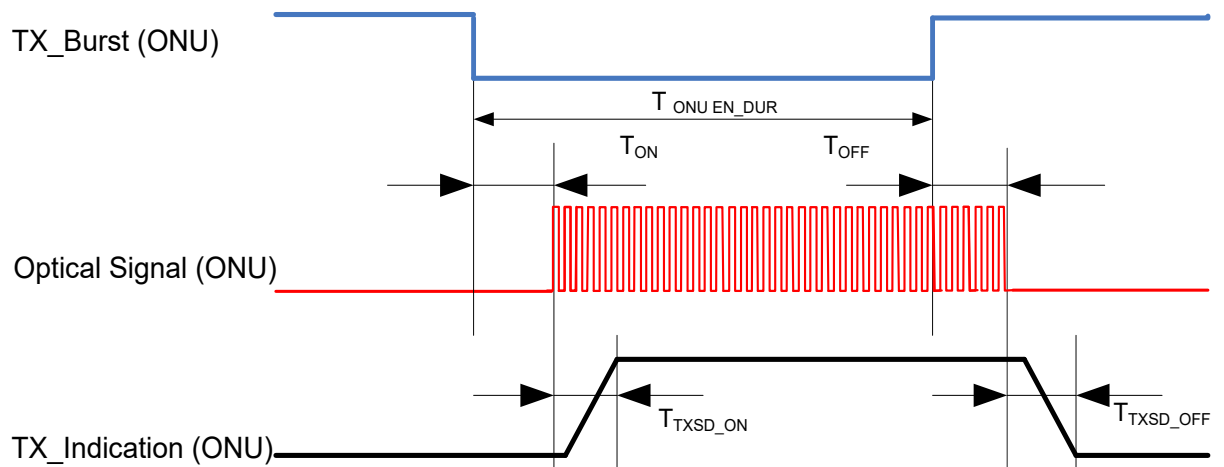 TX_Burst (ONU)
T ONU EN_DUR
TON
TOFF
Optical Signal (ONU)
TTXSD_ON
TTXSD_OFF
TX_Indication (ONU)